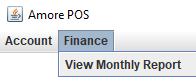 Amore POS
Account Finance
View Monthly Report